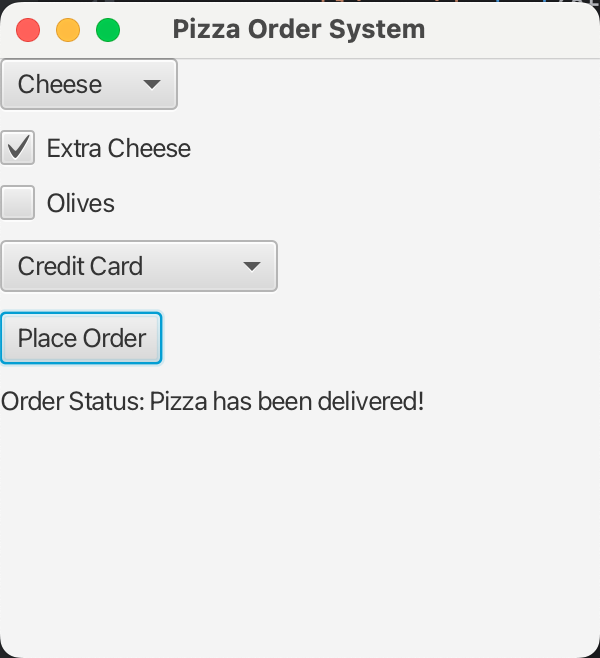 Pizza Order System
Cheese
Extra Cheese
Olives
Credit Card
Place Order
Order Status: Pizza has been delivered!